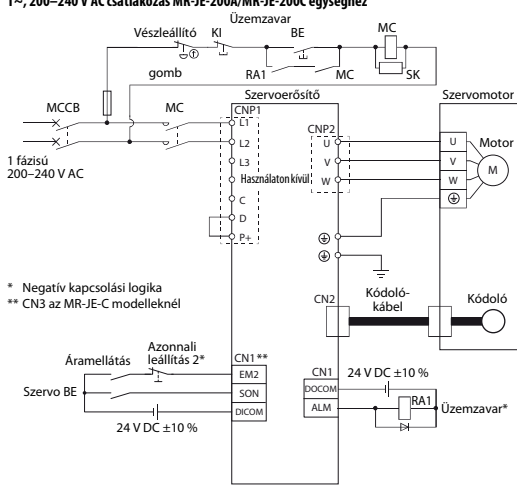 1~, 200–240 V AC csatlakozás MR-JE-200A/MR-JE-200C egységhez
Üzemzavar
Vészleállító
KI
BE
MC
gomb
RA1
MC
SK
MCCB
MC
1 fázisú
200–240 V AC
Szervoerősítő
CNP1
L1
L2
L3
Használaton kívül
C
D
P+
CNP2
U
V
W
Szervomotor
U
V
W
Motor
M
* Negatív kapcsolási logika
** CN3 az MR-JE-C modelleknél
CN2
Kódoló-
kábel
Kódoló
Áramellátás
Azonnali
leállítás 2*
Szervo BE
24 V DC ±10 %
CN1**
EM2
SON
DICOM
CN1
DOCOM
ALM
24 V DC ±10 %
RA1
Üzemzavar*